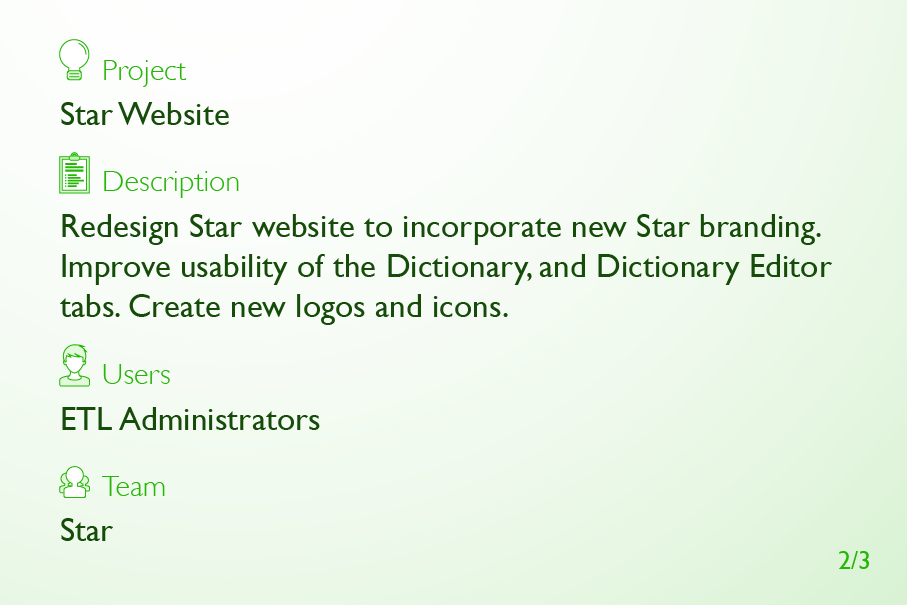 Project
Star Website
Description
Redesign Star website to incorporate new Star branding.
Improve usability of the Dictionary, and Dictionary Editor
tabs. Create new logos and icons.
Users
ETL Administrators
Team
Star
2/3